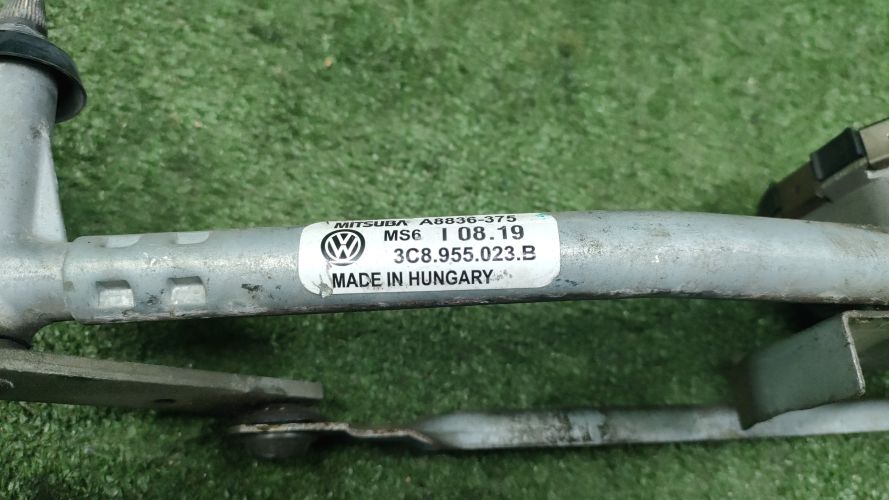 MITSUBA A8836-375
MS6 I 08.19
3C8.955.023.B
MADE IN HUNGARY